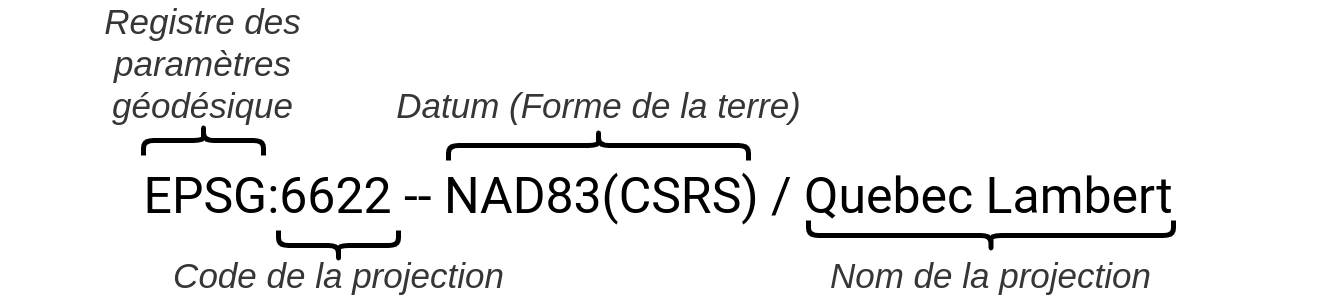 Registre des
paramètres
géodésique
Datum (Forme de la terre)
EPSG:6622 -- NAD83(CSRS) / Quebec Lambert
Code de la projection
Nom de la projection